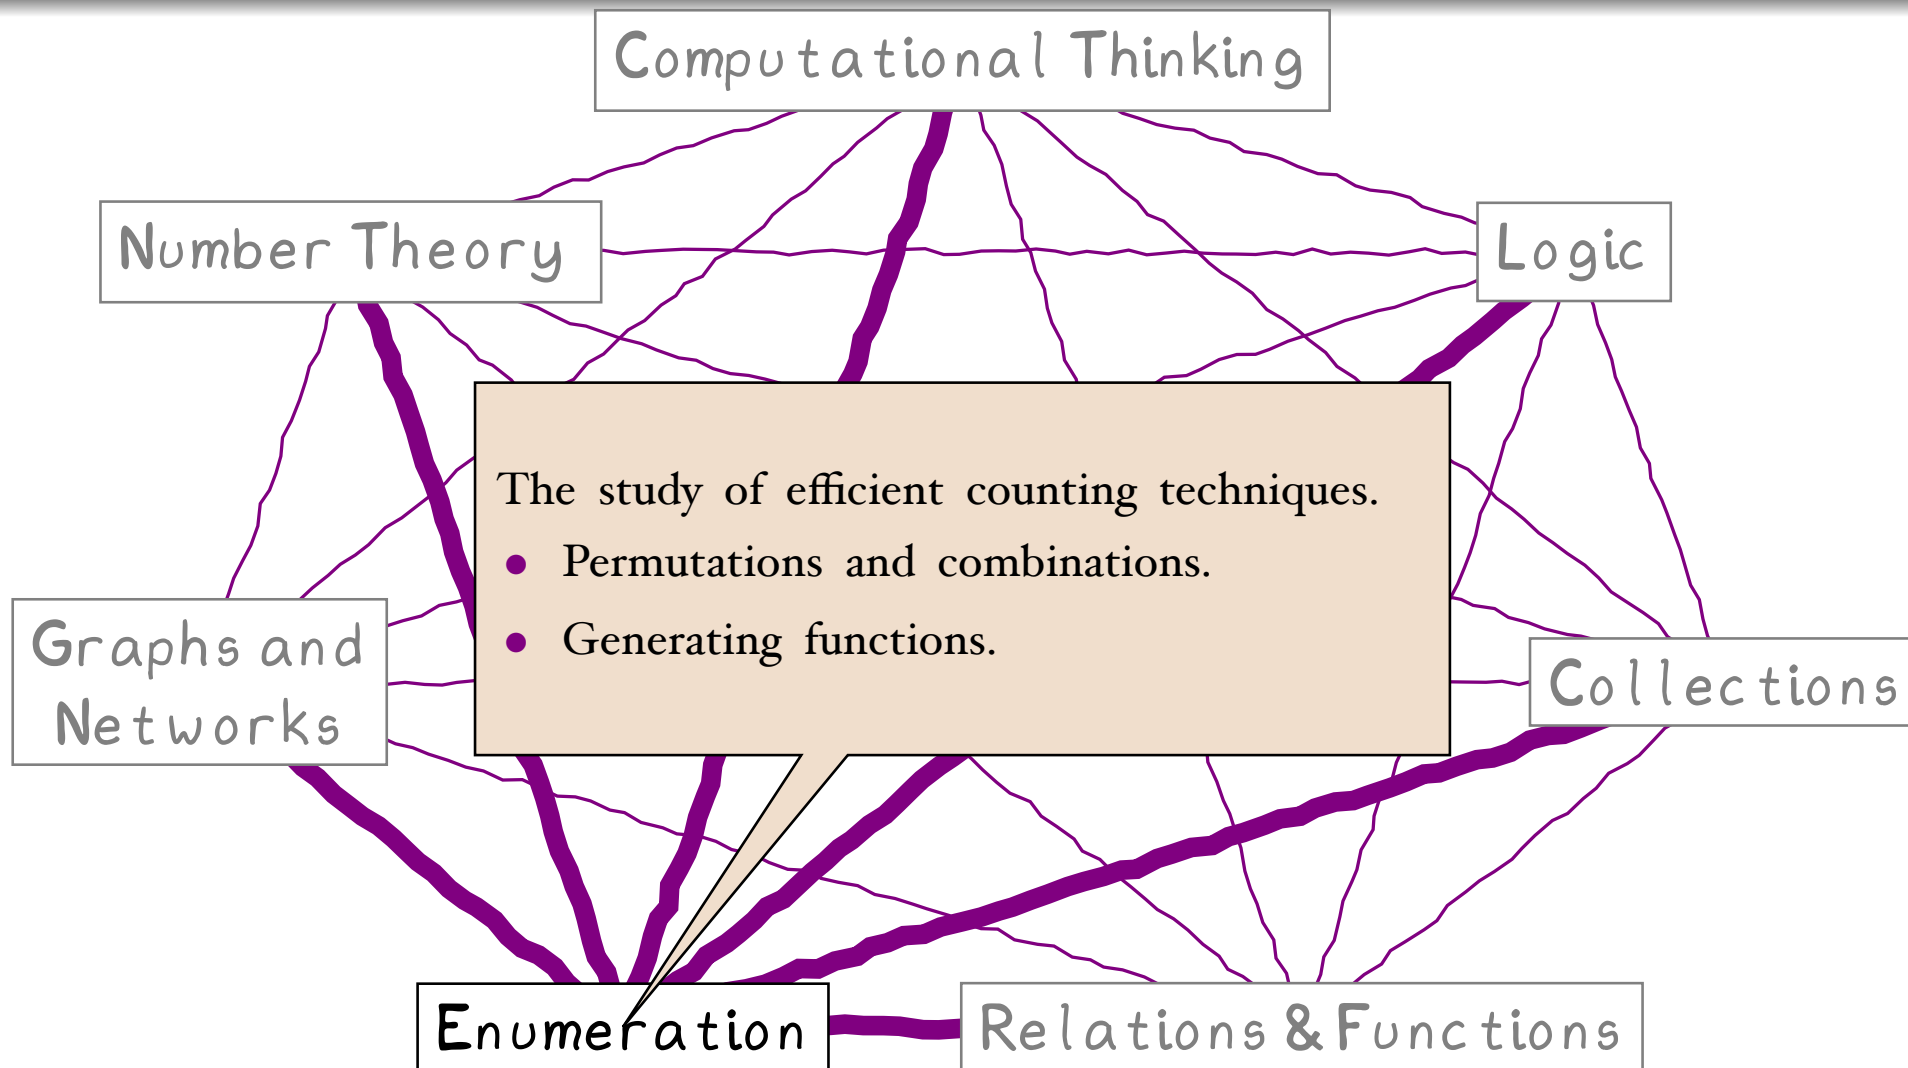 Computational Thinking
Number Theory
Logic
The study of efficient counting techniques.
● Permutations and combinations.
● Generating functions.
Graphs and
Networks
Collections
Enumeration
Relations & Functions